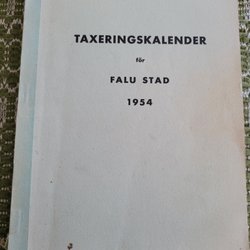 TAXERINGSKALENDER
för
FALU STAD
1954